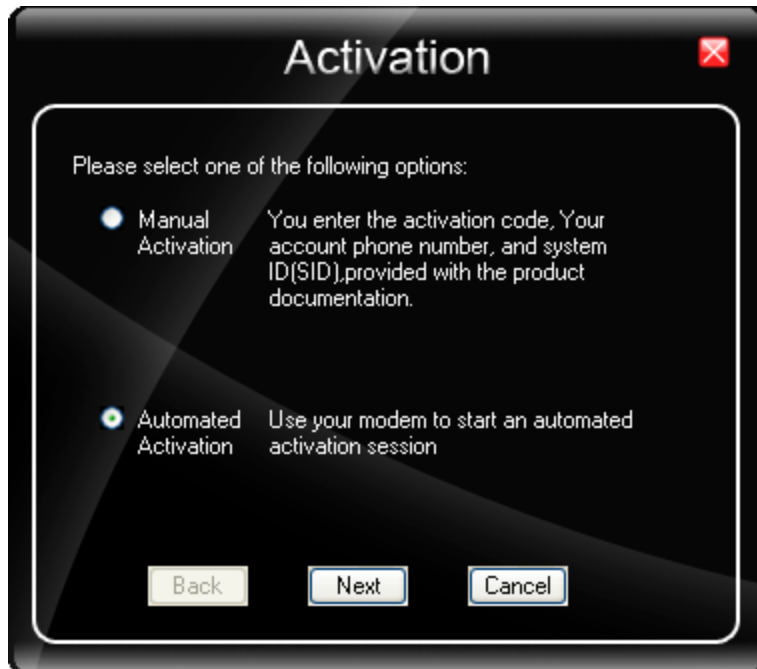 Activation
Please select one of the following options:
Manual
Activation
You enter the activation code, Your
account phone number, and system
ID(SID),provided with the product
documentation.
Automated
Activation
Use your modem to start an automated
activation session
Back
Next
Cancel